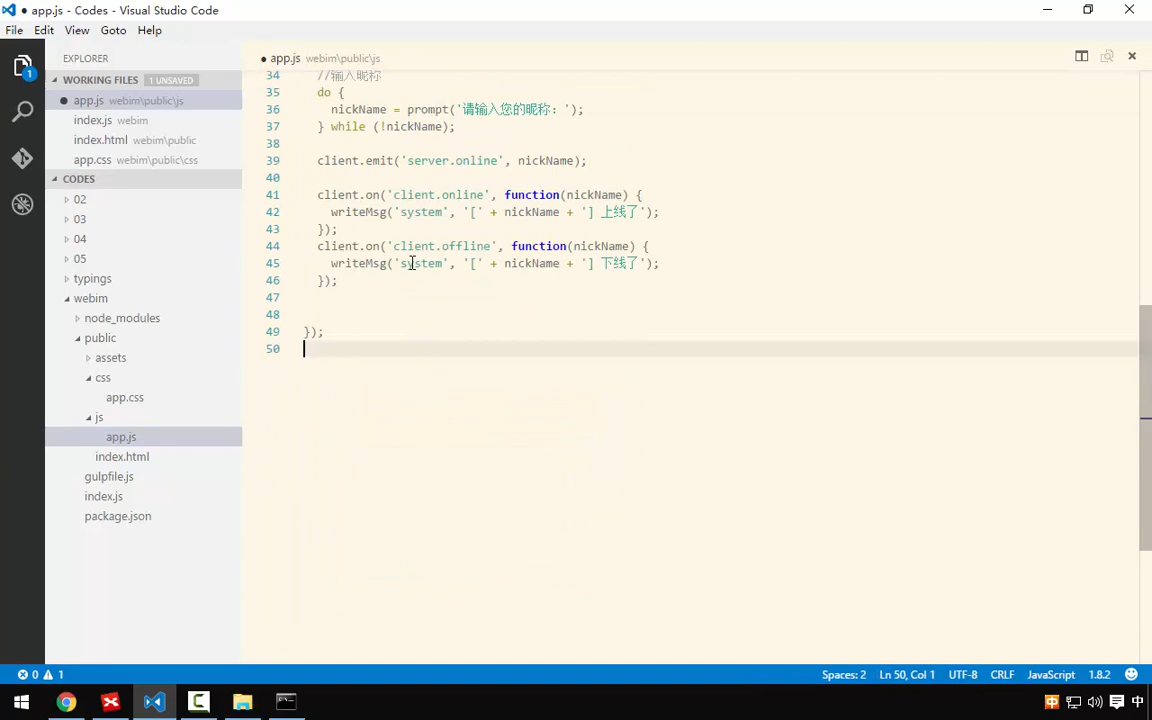 app.js - Codes - Visual Studio Code
File Edit View Goto Help
EXPLORER
WORKING FILES 1 UNSAVED
app.js webim\public\js
index.js webim
index.html webim\public
app.css webim\public\css
CODES
02
03
04
05
typings
webim
node_modules
public
assets
css
app.css
js
app.js
index.html
gulpfile.js
index.js
package.json
1
app.js webim\public\js
34 //输入昵称
35 do {
36 nickName = prompt('请输入您的昵称：');
37 } while (!nickName);
38
39 client.emit('server.online', nickName);
40
41 client.on('client.online', function(nickName) {
42 writeMsg('system', '[' + nickName + '] 上线了');
43 });
44 client.on('client.offline', function(nickName) {
45 writeMsg('system', '[' + nickName + '] 下线了');
46 });
47
48
49 });
50
0 1 Spaces: 2 Ln 50, Col 1 UTF-8 CRLF JavaScript 1.8.2
中 中